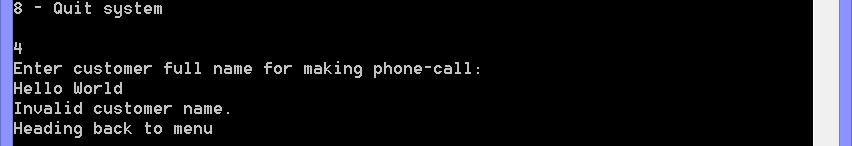 8 - Quit system
4
Enter customer full name for making phone-call:
Hello World
Invalid customer name.
Heading back to menu